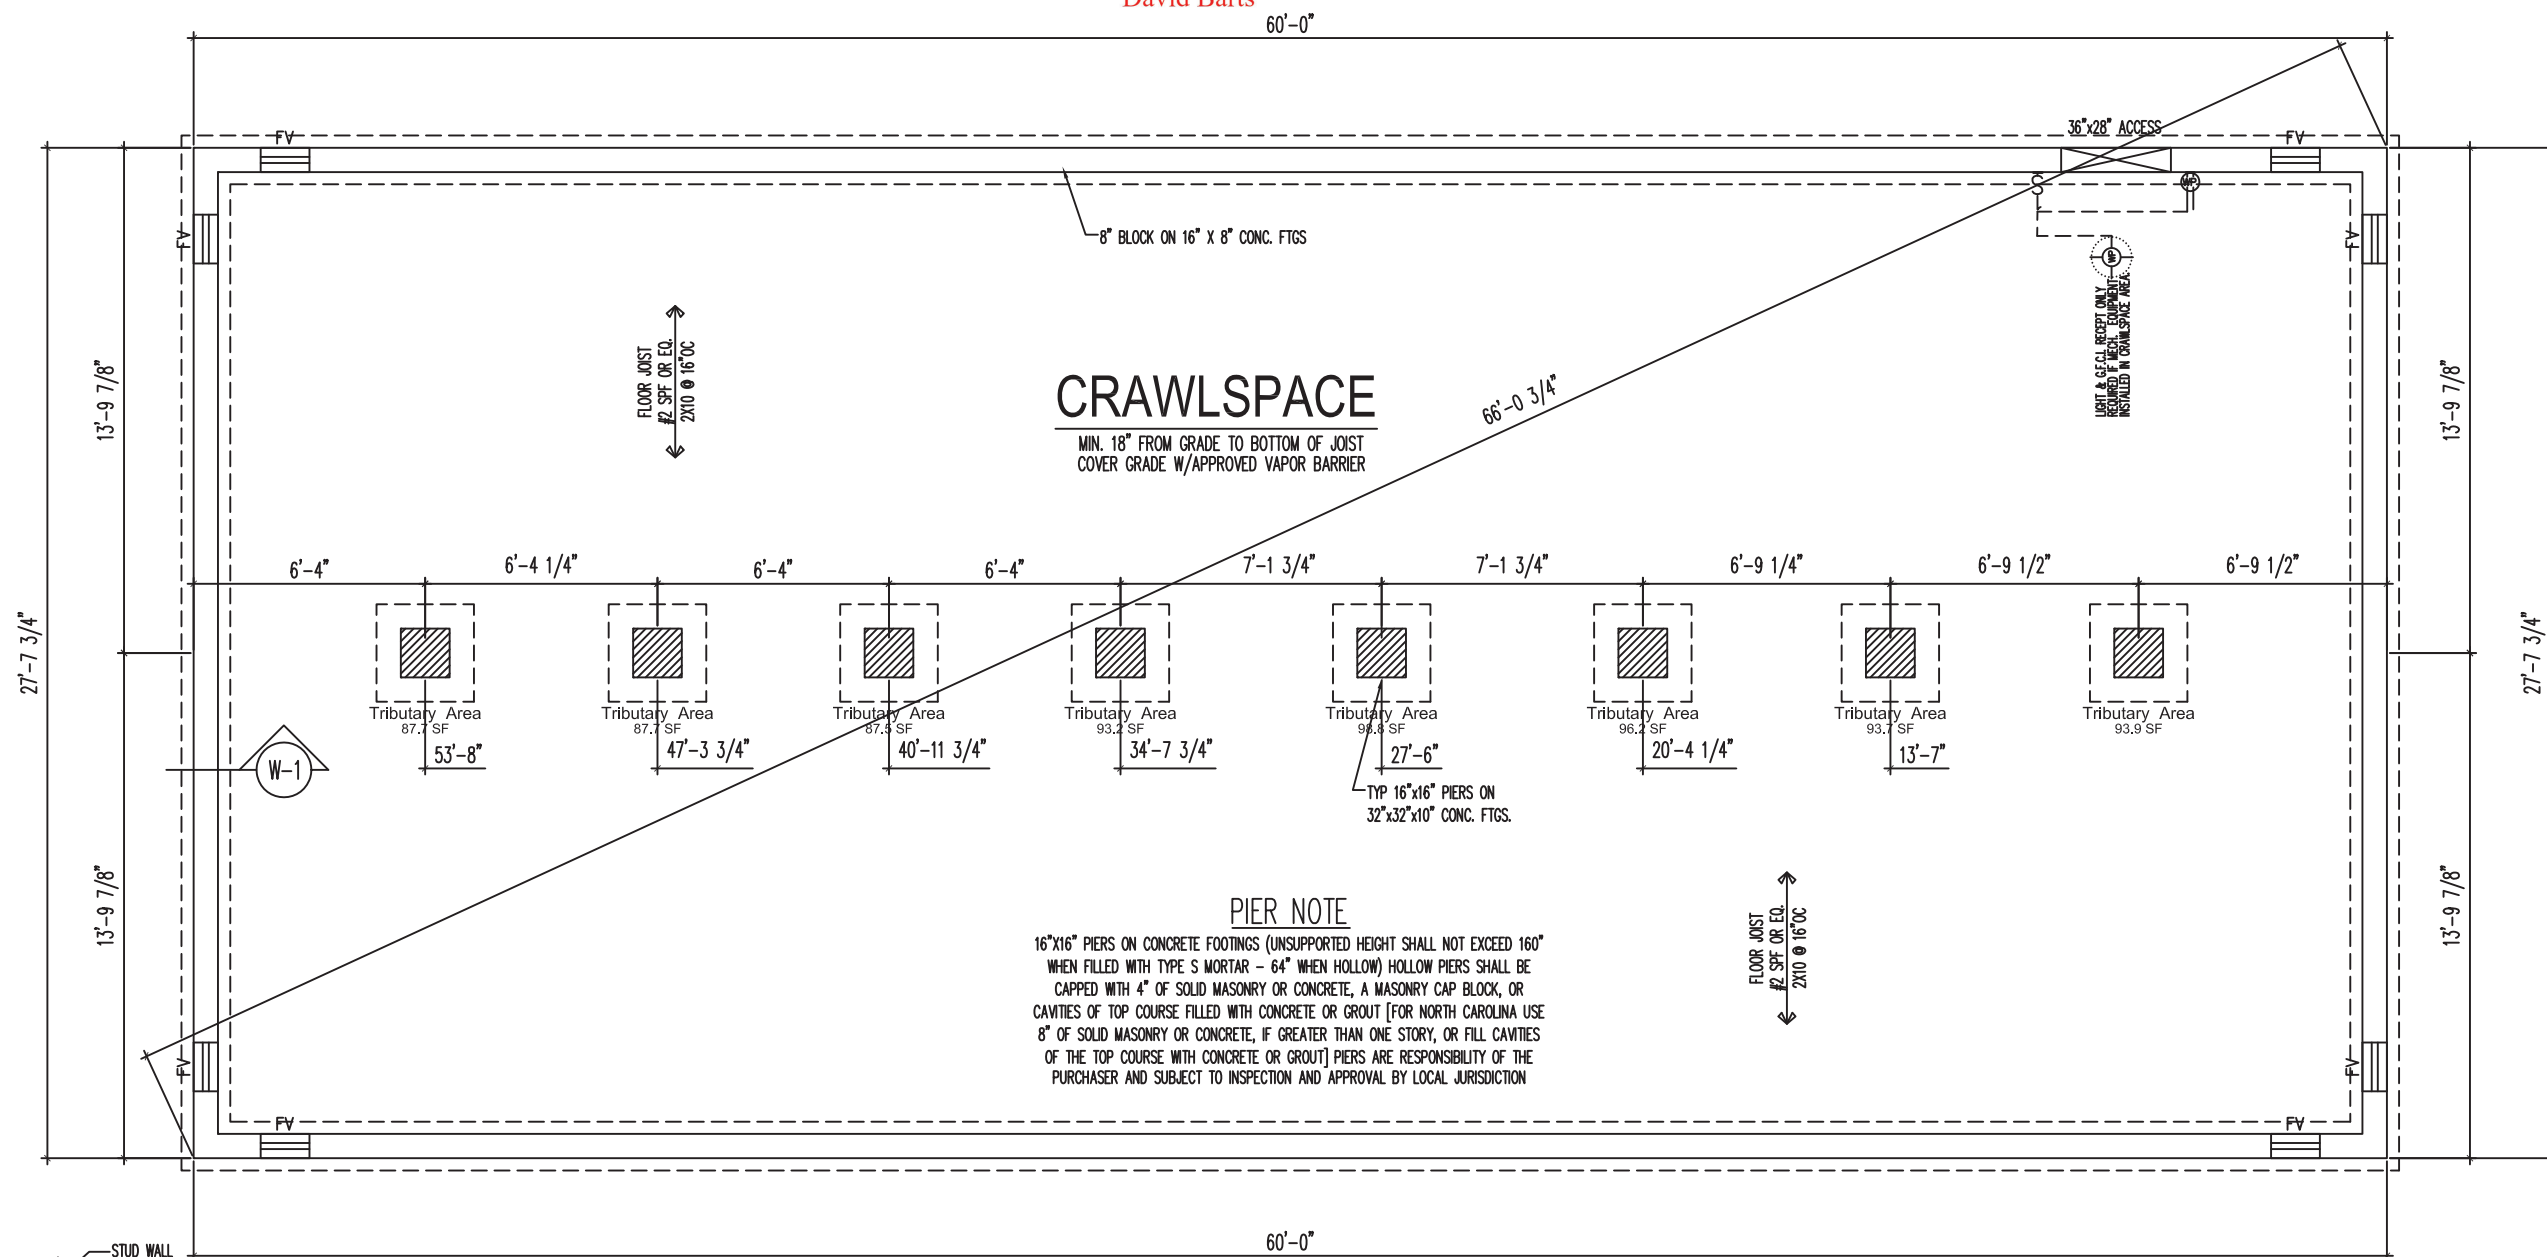 David Barts
60'-0"
36"x28" ACCESS
FV
FV
8" BLOCK ON 16" X 8" CONC. FTGS
FV
FV
WP
WP
LIGHT & G.F.C.I. RECEPT ONLY
REQUIRED IF MECH. EQUIPMENT
INSTALLED IN CRAWLSPACE AREA.
FLOOR JOIST
#2 SPF OR EQ.
2X10 @ 16"OC
CRAWLSPACE
MIN. 18" FROM GRADE TO BOTTOM OF JOIST
COVER GRADE W/APPROVED VAPOR BARRIER
66'-0 3/4"
13'-9 7/8"
13'-9 7/8"
27'-7 3/4"
27'-7 3/4"
6'-4"
6'-4 1/4"
6'-4"
6'-4"
7'-1 3/4"
7'-1 3/4"
6'-9 1/4"
6'-9 1/2"
6'-9 1/2"
Tributary Area
87.7 SF
Tributary Area
87.7 SF
Tributary Area
87.5 SF
Tributary Area
93.2 SF
Tributary Area
98.8 SF
Tributary Area
96.2 SF
Tributary Area
93.7 SF
Tributary Area
93.9 SF
53'-8"
47'-3 3/4"
40'-11 3/4"
34'-7 3/4"
27'-6"
20'-4 1/4"
13'-7"
W-1
TYP 16"x16" PIERS ON
32"x32"x10" CONC. FTGS.
13'-9 7/8"
13'-9 7/8"
PIER NOTE
16"X16" PIERS ON CONCRETE FOOTINGS (UNSUPPORTED HEIGHT SHALL NOT EXCEED 160"
WHEN FILLED WITH TYPE S MORTAR - 64" WHEN HOLLOW) HOLLOW PIERS SHALL BE
CAPPED WITH 4" OF SOLID MASONRY OR CONCRETE, A MASONRY CAP BLOCK, OR
CAVITIES OF TOP COURSE FILLED WITH CONCRETE OR GROUT [FOR NORTH CAROLINA USE
8" OF SOLID MASONRY OR CONCRETE, IF GREATER THAN ONE STORY, OR FILL CAVITIES
OF THE TOP COURSE WITH CONCRETE OR GROUT] PIERS ARE RESPONSIBILITY OF THE
PURCHASER AND SUBJECT TO INSPECTION AND APPROVAL BY LOCAL JURISDICTION
FLOOR JOIST
#2 SPF OR EQ.
2X10 @ 16"OC
FV
FV
FV
FV
STUD WALL
60'-0"